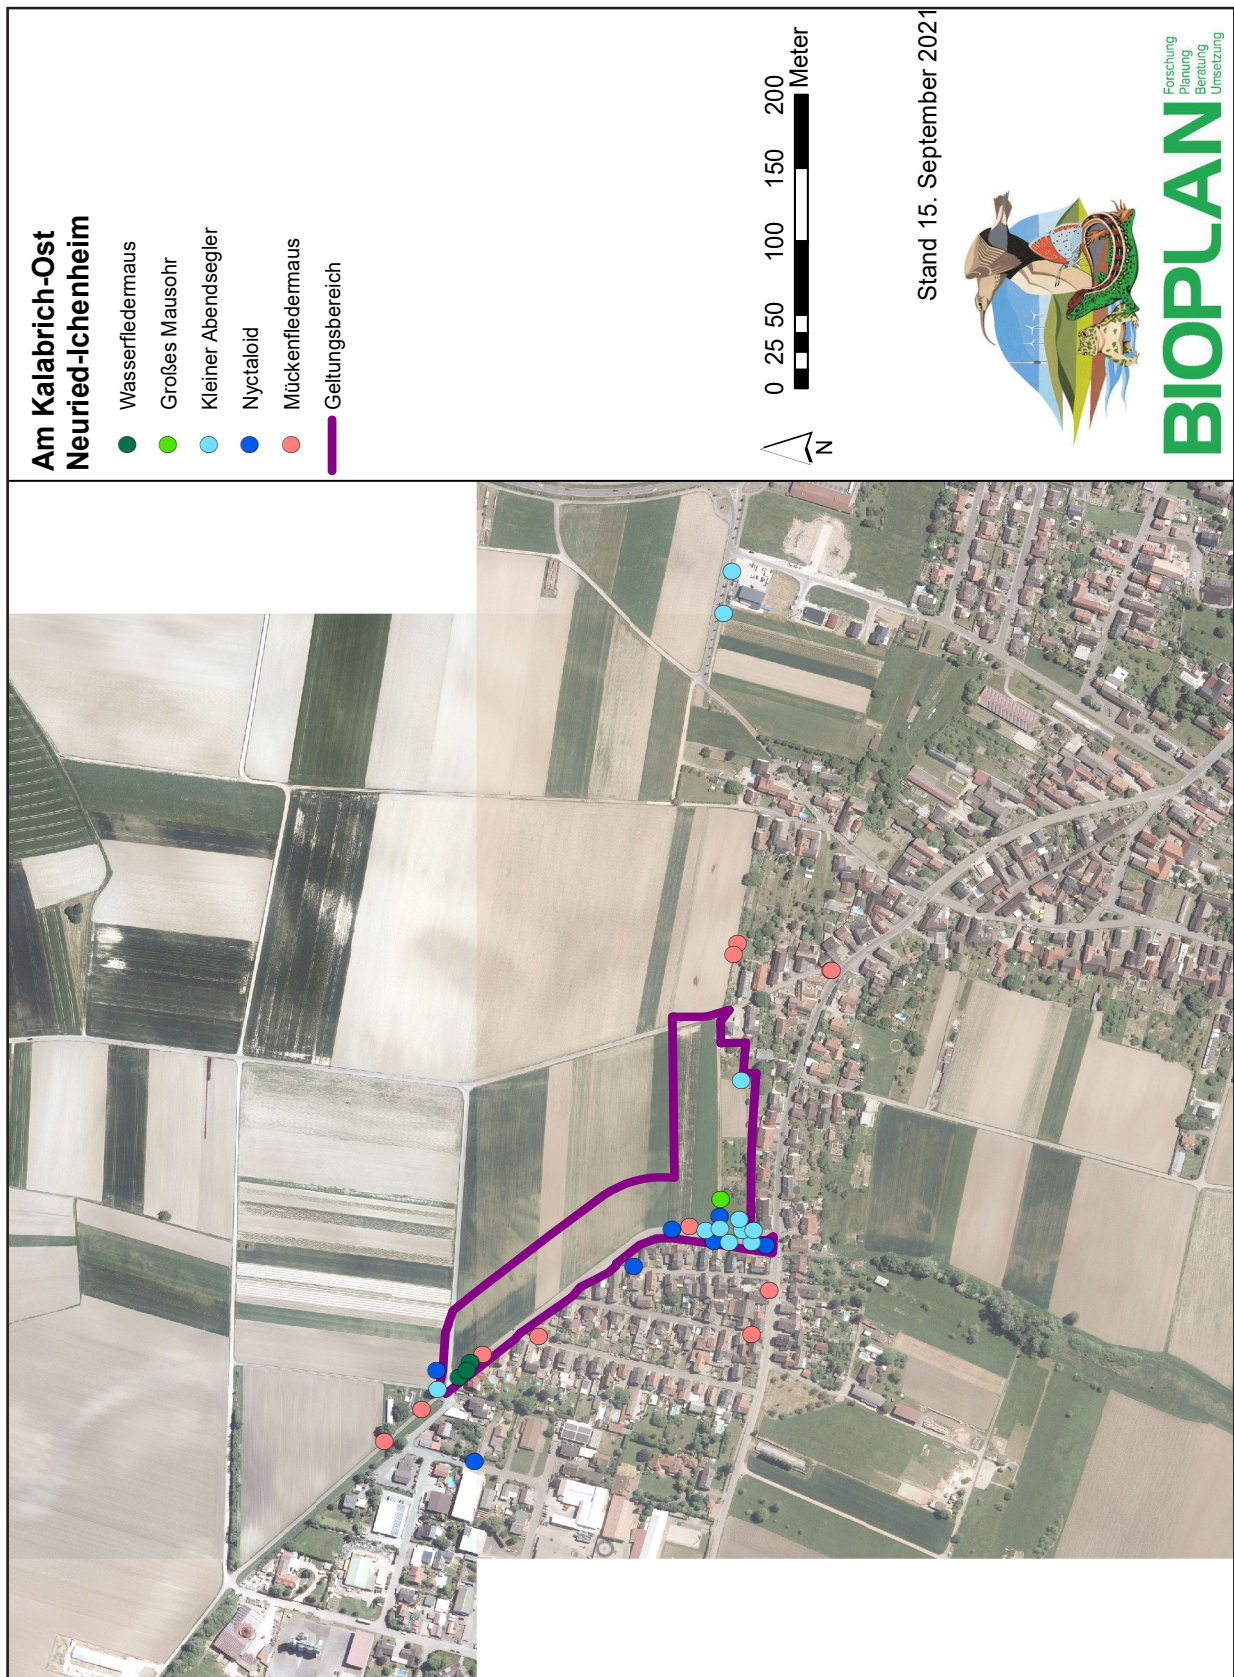 Am Kalabrich-Ost
Neuried-Ichenheim
Wasserfledermaus
Großes Mausohr
Kleiner Abendsegler
Nyctaloid
Mückenfledermaus
Geltungsbereich
N
0 25 50 100 150 200
Meter
Stand 15. September 2021
BIOPLAN
Forschung
Planung
Beratung
Umsetzung